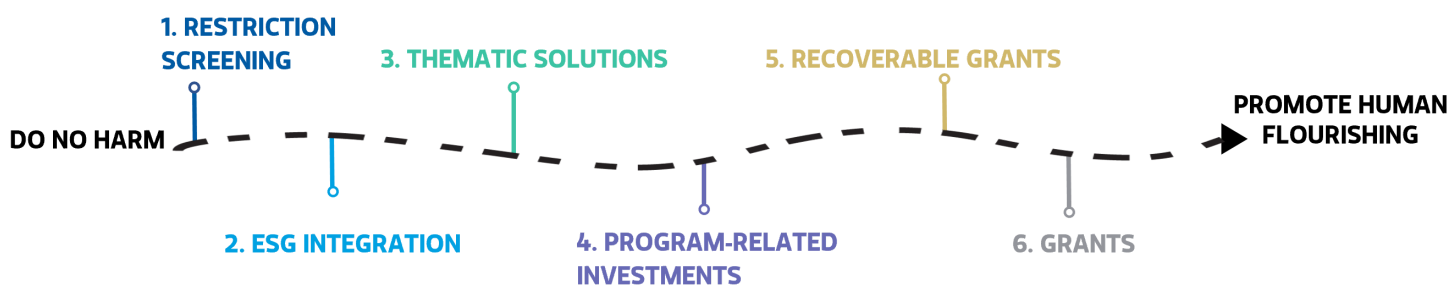 DO NO HARM
1. RESTRICTION
SCREENING
2. ESG INTEGRATION
3. THEMATIC SOLUTIONS
4. PROGRAM-RELATED
INVESTMENTS
5. RECOVERABLE GRANTS
6. GRANTS
PROMOTE HUMAN
FLOURISHING